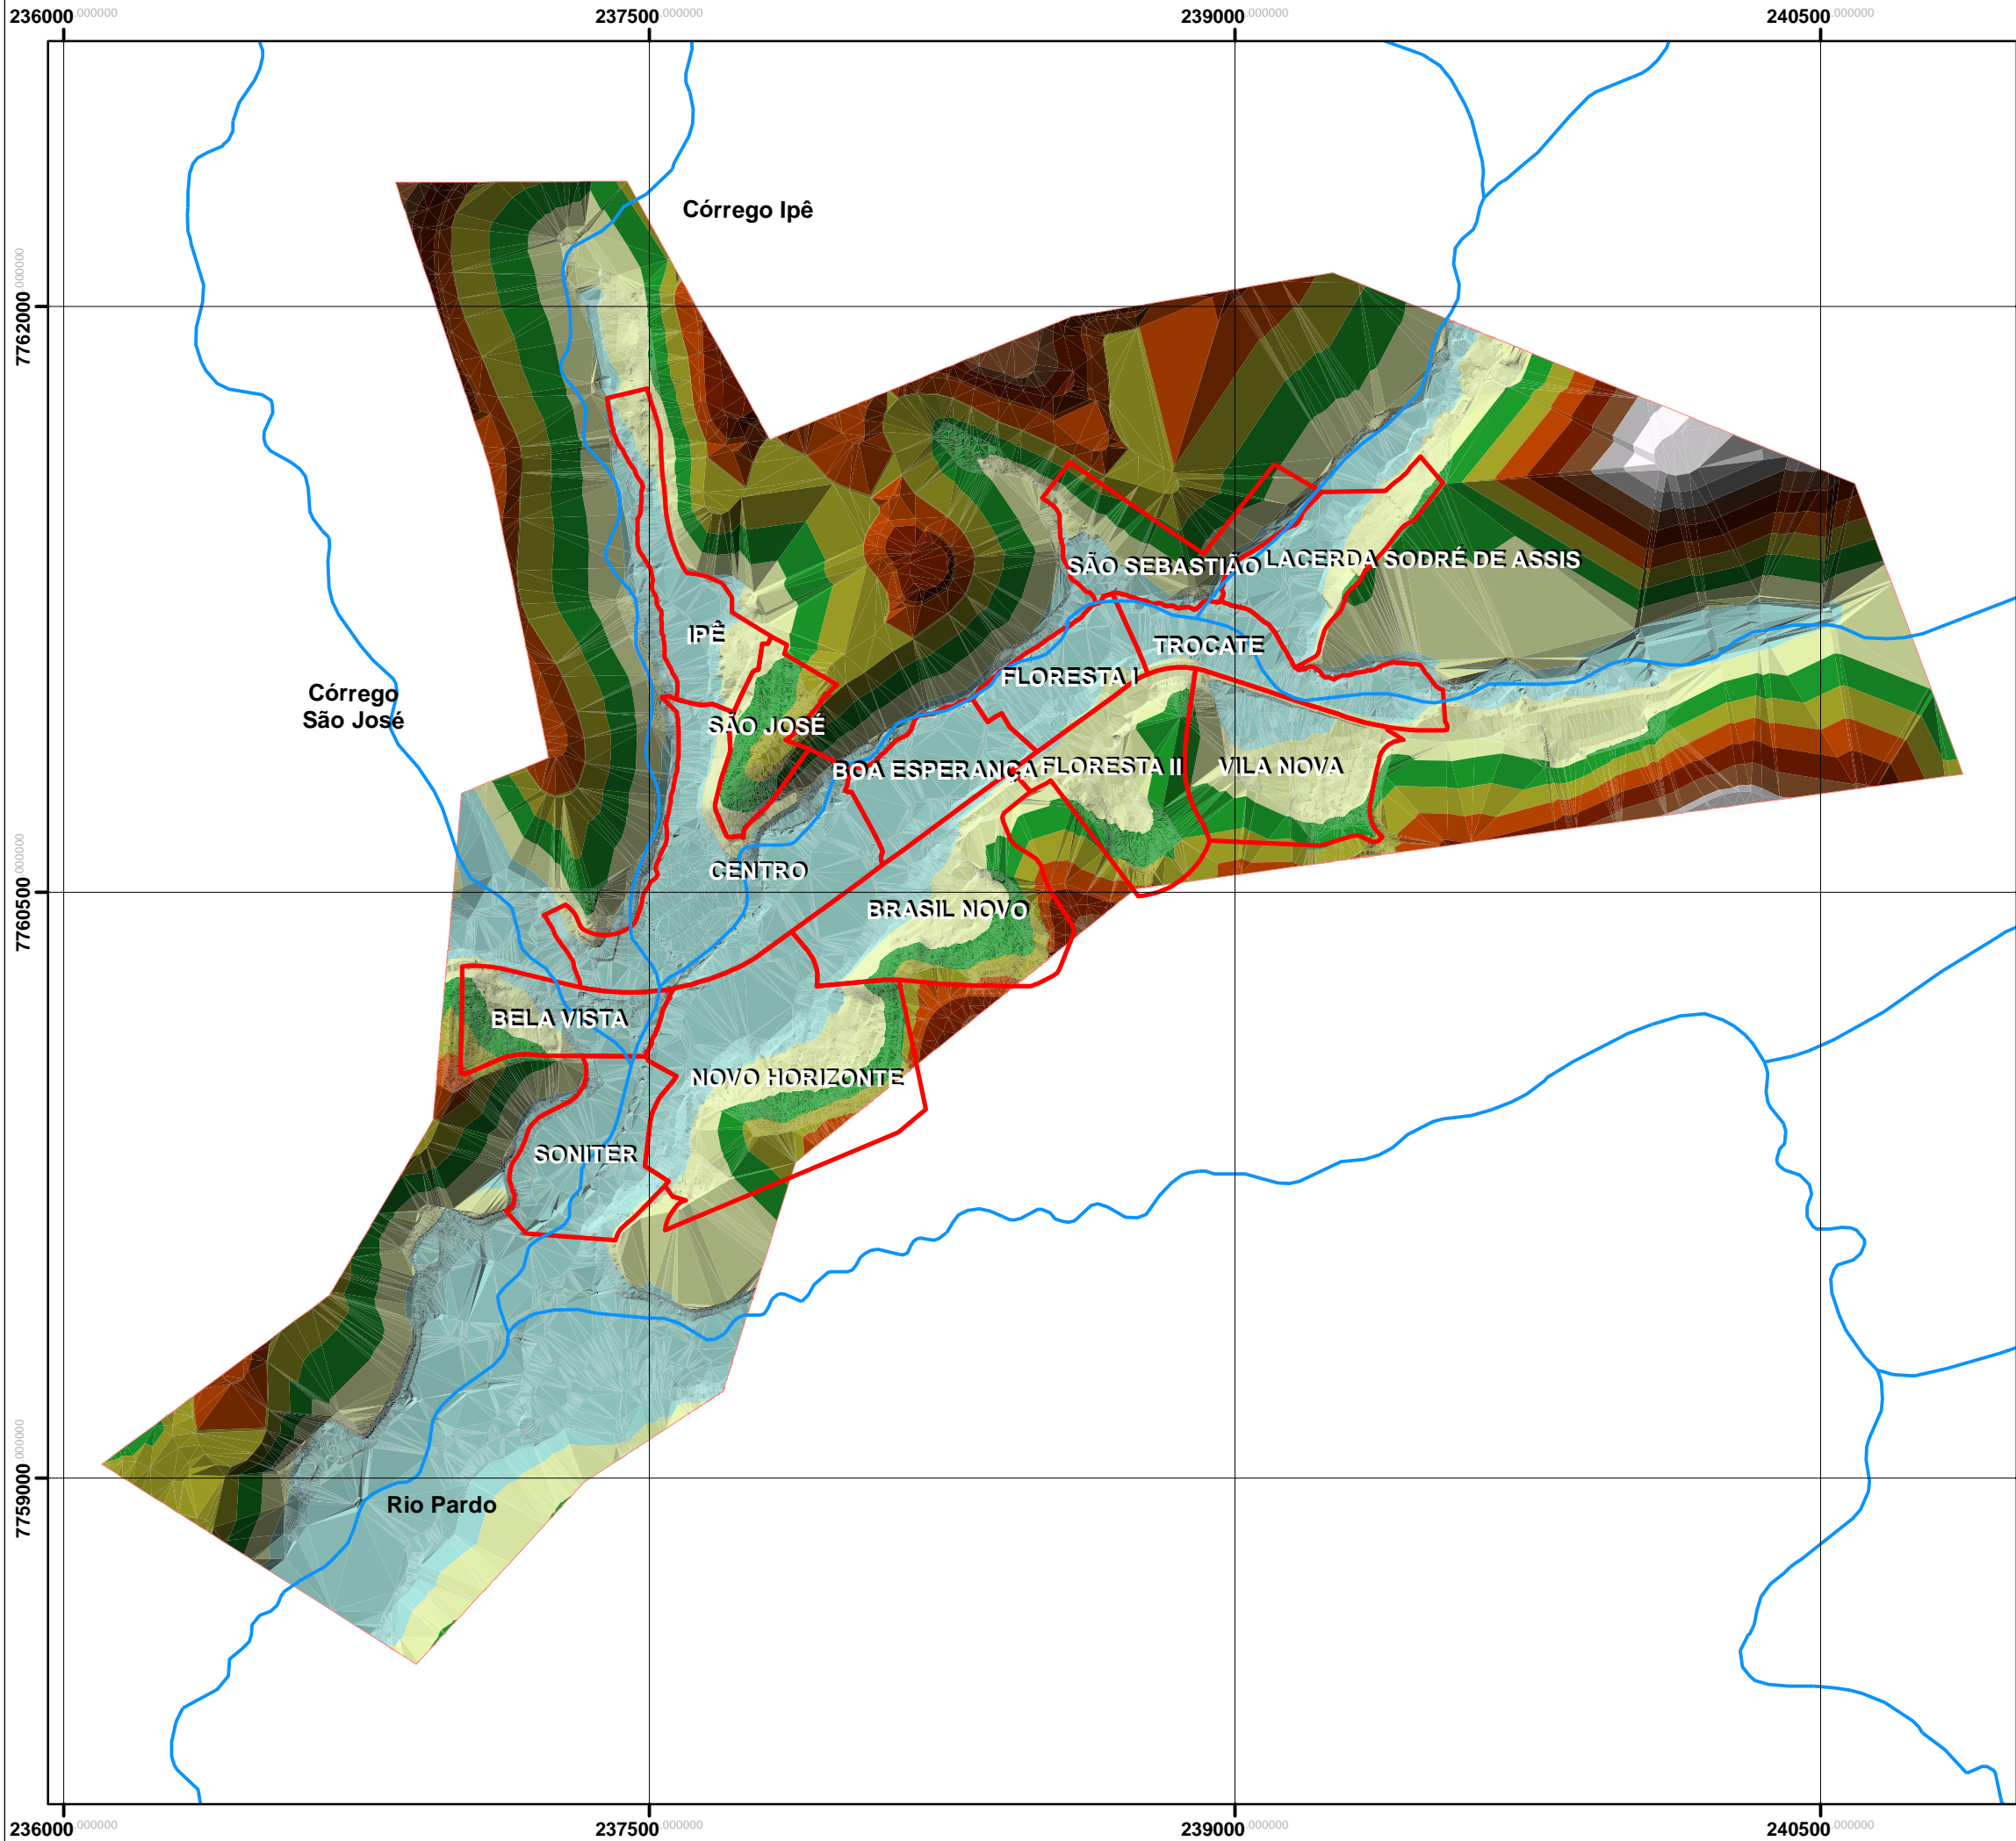 236000.000000 237500.000000 239000.000000 240500.000000
Córrego Ipê
7762000.000000
SÃO SEBASTIÃO
LACERDA SODRÉ DE ASSIS
IPÊ
TROCATE
FLORESTA I
Córrego
São José
SÃO JOSÉ
BOA ESPERANÇA
FLORESTA II
VILA NOVA
CENTRO
7760500.000000
BRASIL NOVO
BELA VISTA
NOVO HORIZONTE
SONITER
7759000.000000
Rio Pardo
236000.000000 237500.000000 239000.000000 240500.000000